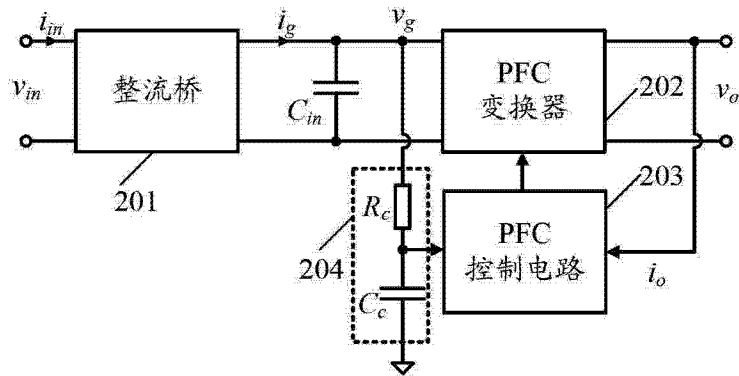 i_in
i_g
v_g
v_in
整流桥
C_in
PFC
变换器
202
v_o
201
203
R_c
204
PFC
控制电路
i_o
C_c